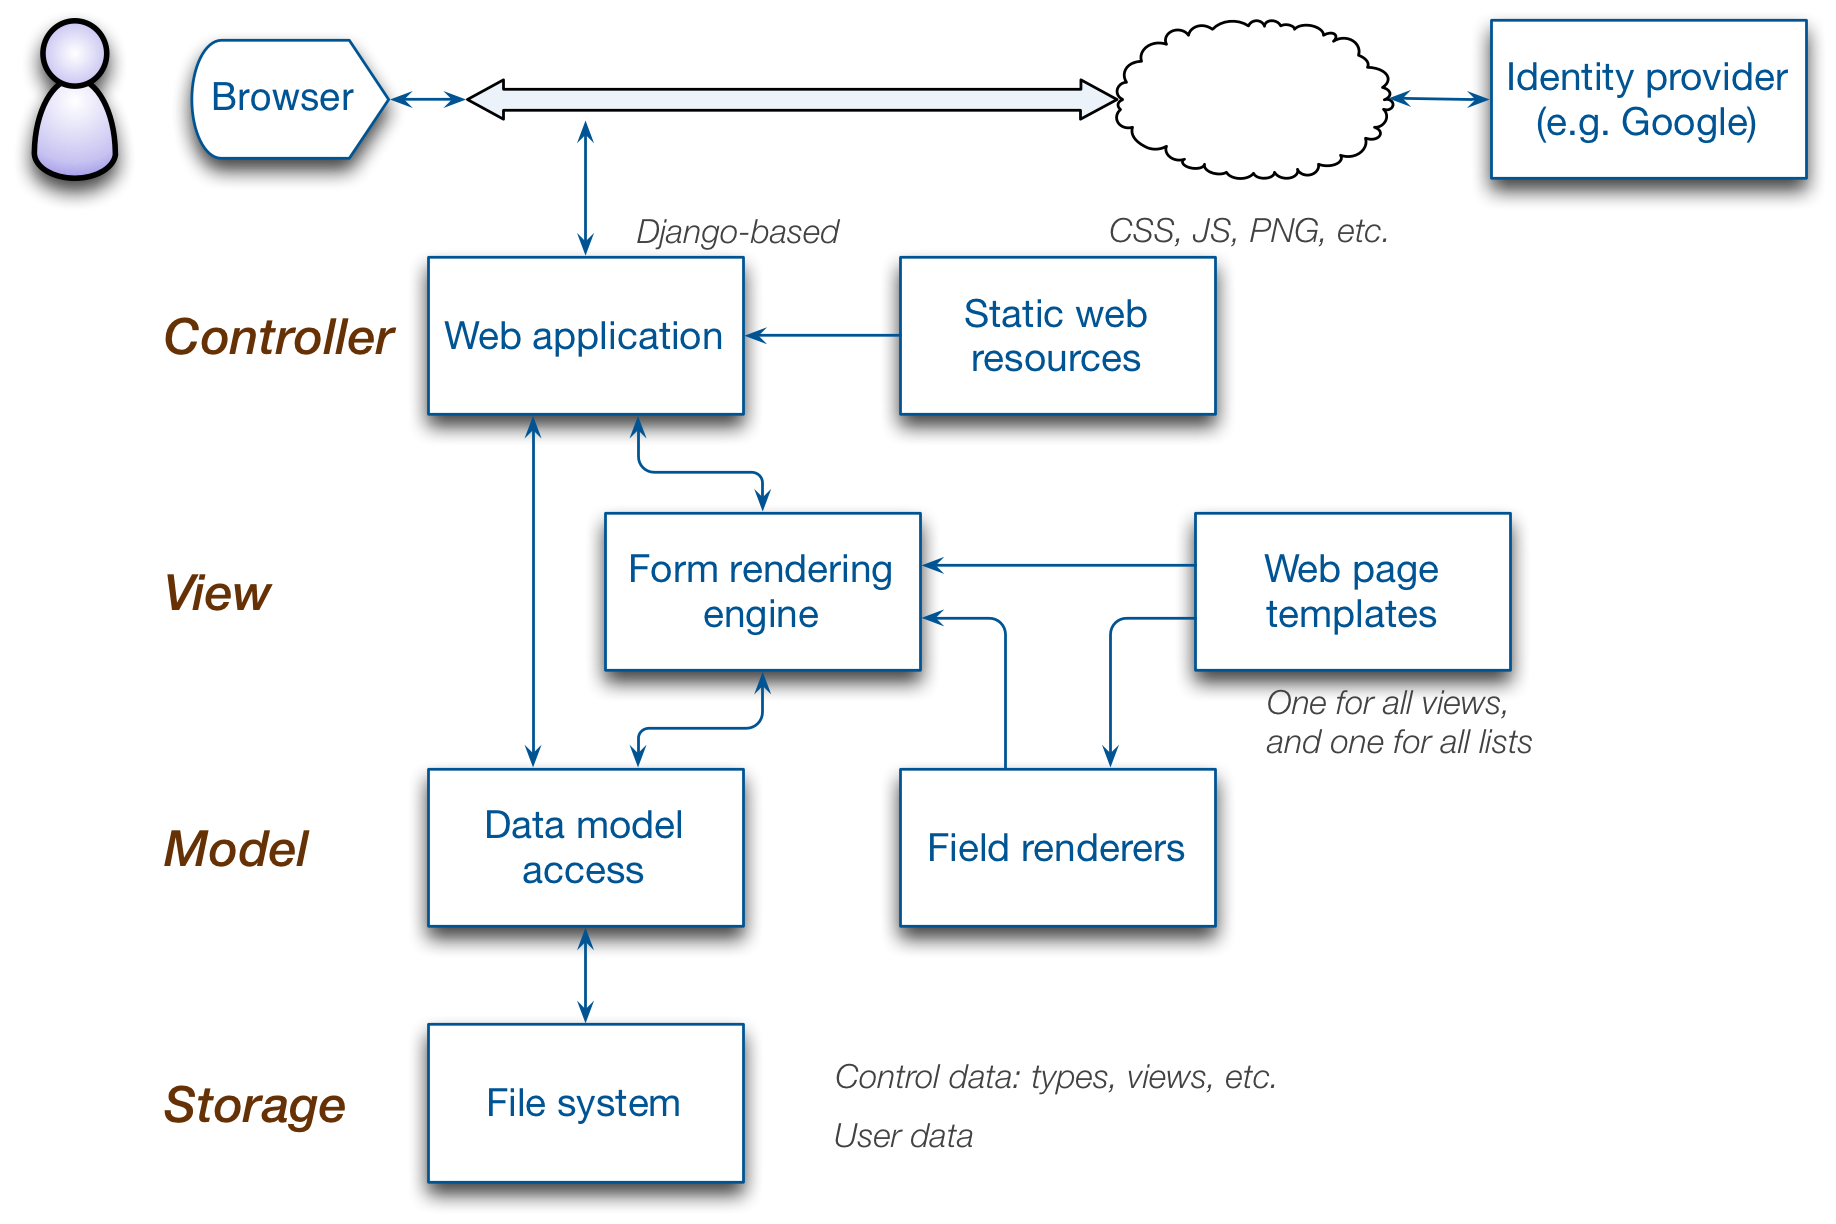 Browser
Identity provider
(e.g. Google)
Django-based
CSS, JS, PNG, etc.
Controller
Web application
Static web
resources
View
Form rendering
engine
Web page
templates
One for all views,
and one for all lists
Model
Data model
access
Field renderers
Storage
File system
Control data: types, views, etc.
User data